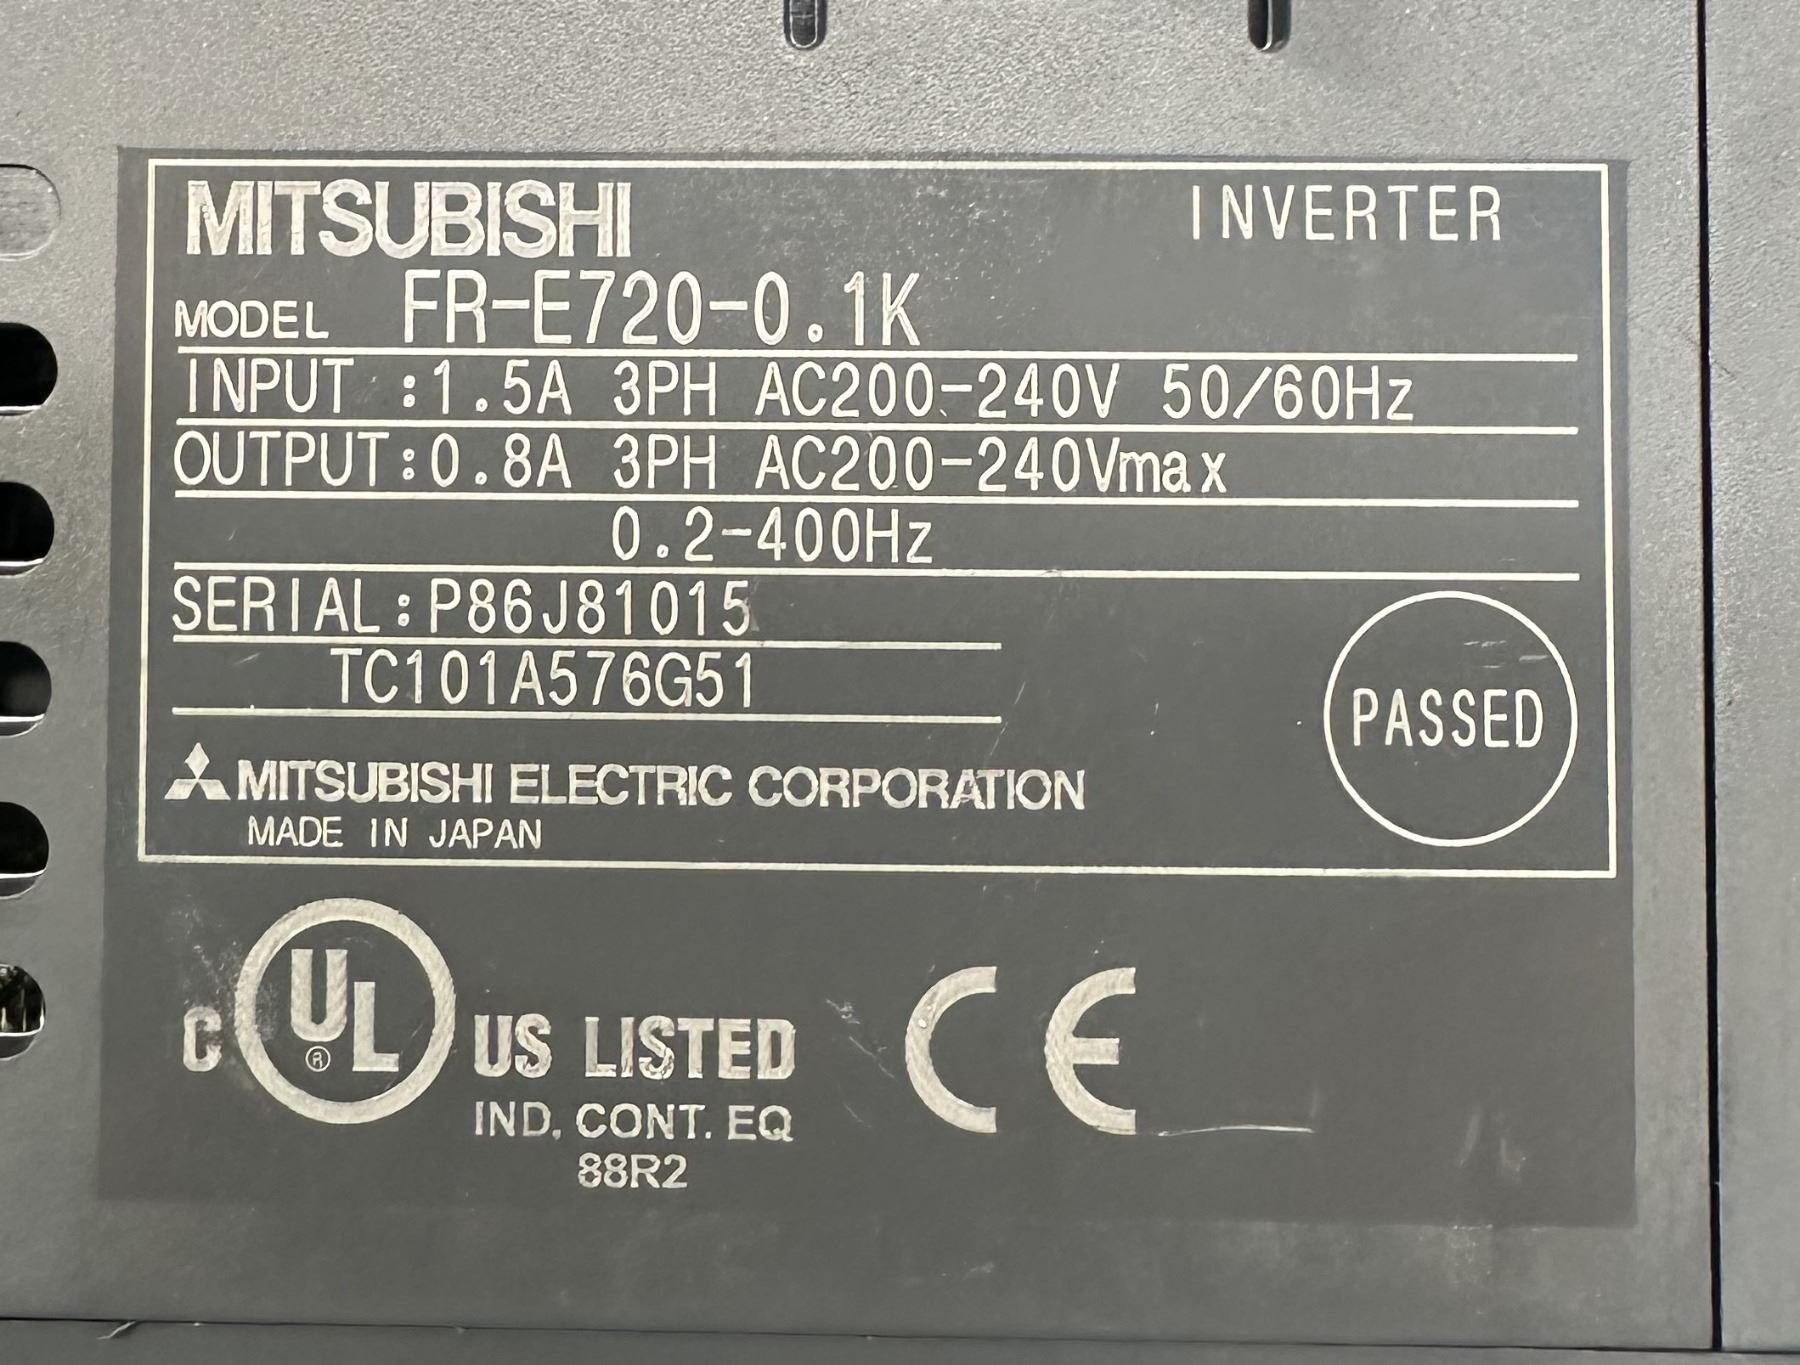 MITSUBISHI INVERTER
MODEL FR-E720-0.1K
INPUT :1.5A 3PH AC200-240V 50/60Hz
OUTPUT:0.8A 3PH AC200-240Vmax
0.2-400Hz
SERIAL:P86J81015
TC101A576G51
PASSED
MITSUBISHI ELECTRIC CORPORATION
MADE IN JAPAN
C UL ® US LISTED CE
IND. CONT. EQ
88R2